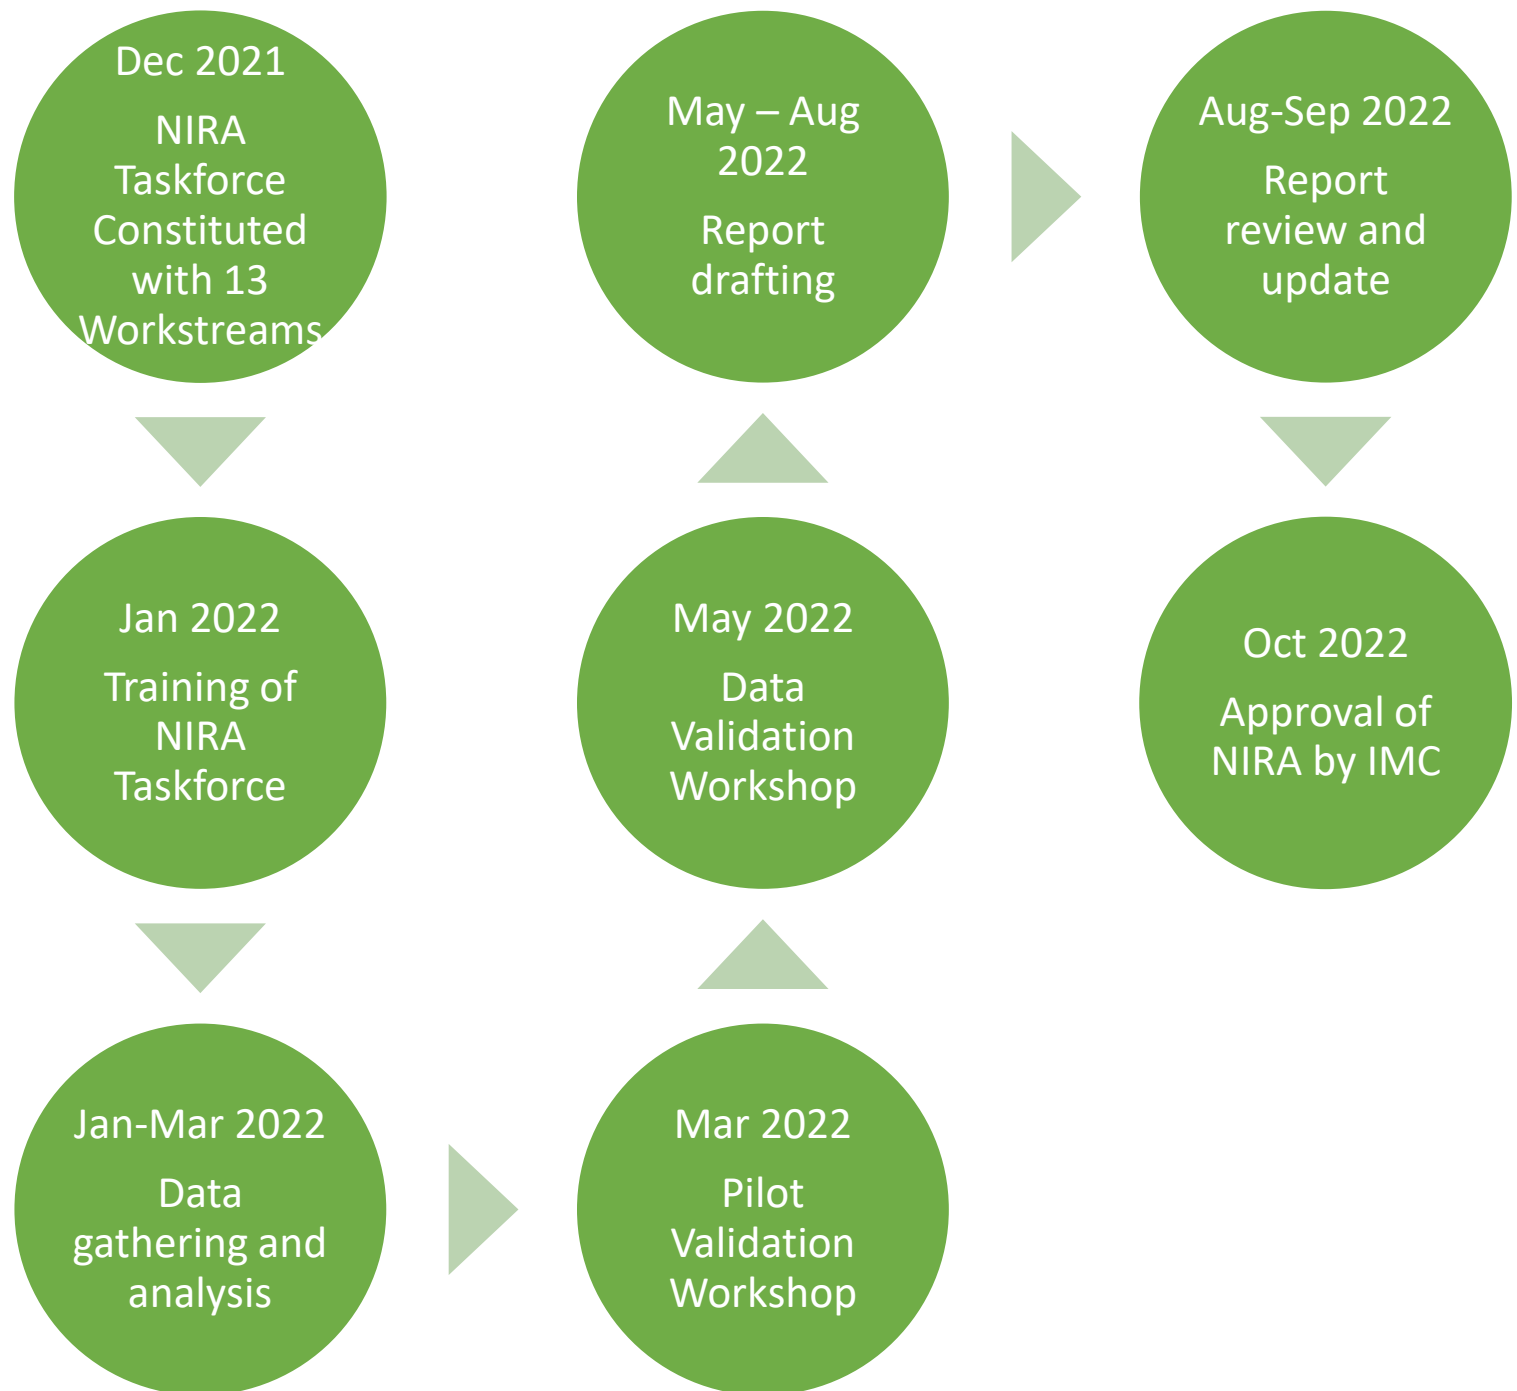 Dec 2021
NIRA
Taskforce
Constituted
with 13
Workstreams
Jan 2022
Training of
NIRA
Taskforce
Jan-Mar 2022
Data
gathering and
analysis
Mar 2022
Pilot
Validation
Workshop
May 2022
Data
Validation
Workshop
May – Aug
2022
Report
drafting
Aug-Sep 2022
Report
review and
update
Oct 2022
Approval of
NIRA by IMC